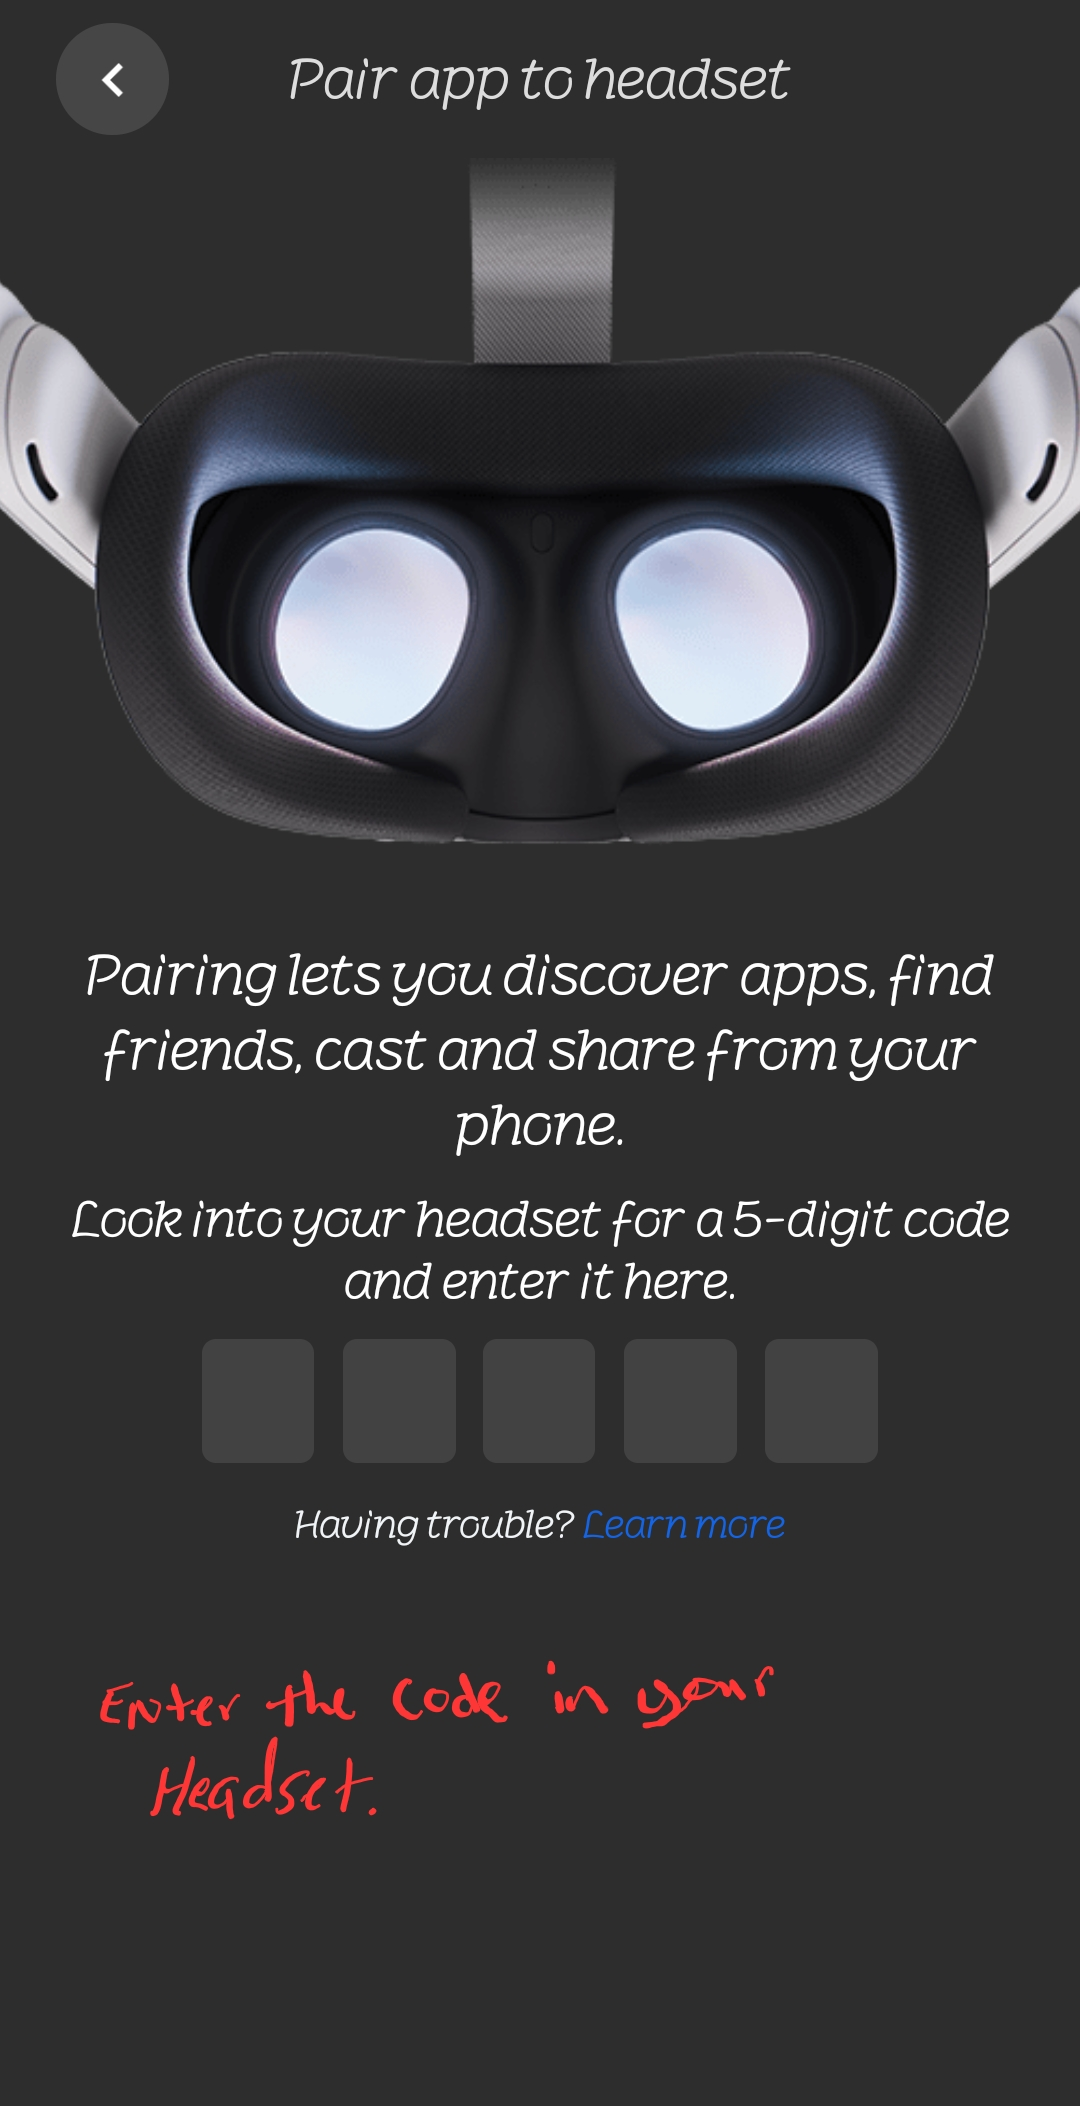 Pair app to headset
Pairing lets you discover apps, find
friends, cast and share from your
phone.
Look into your headset for a 5-digit code
and enter it here.
Having trouble? Learn more
Enter the code in your
Headset.